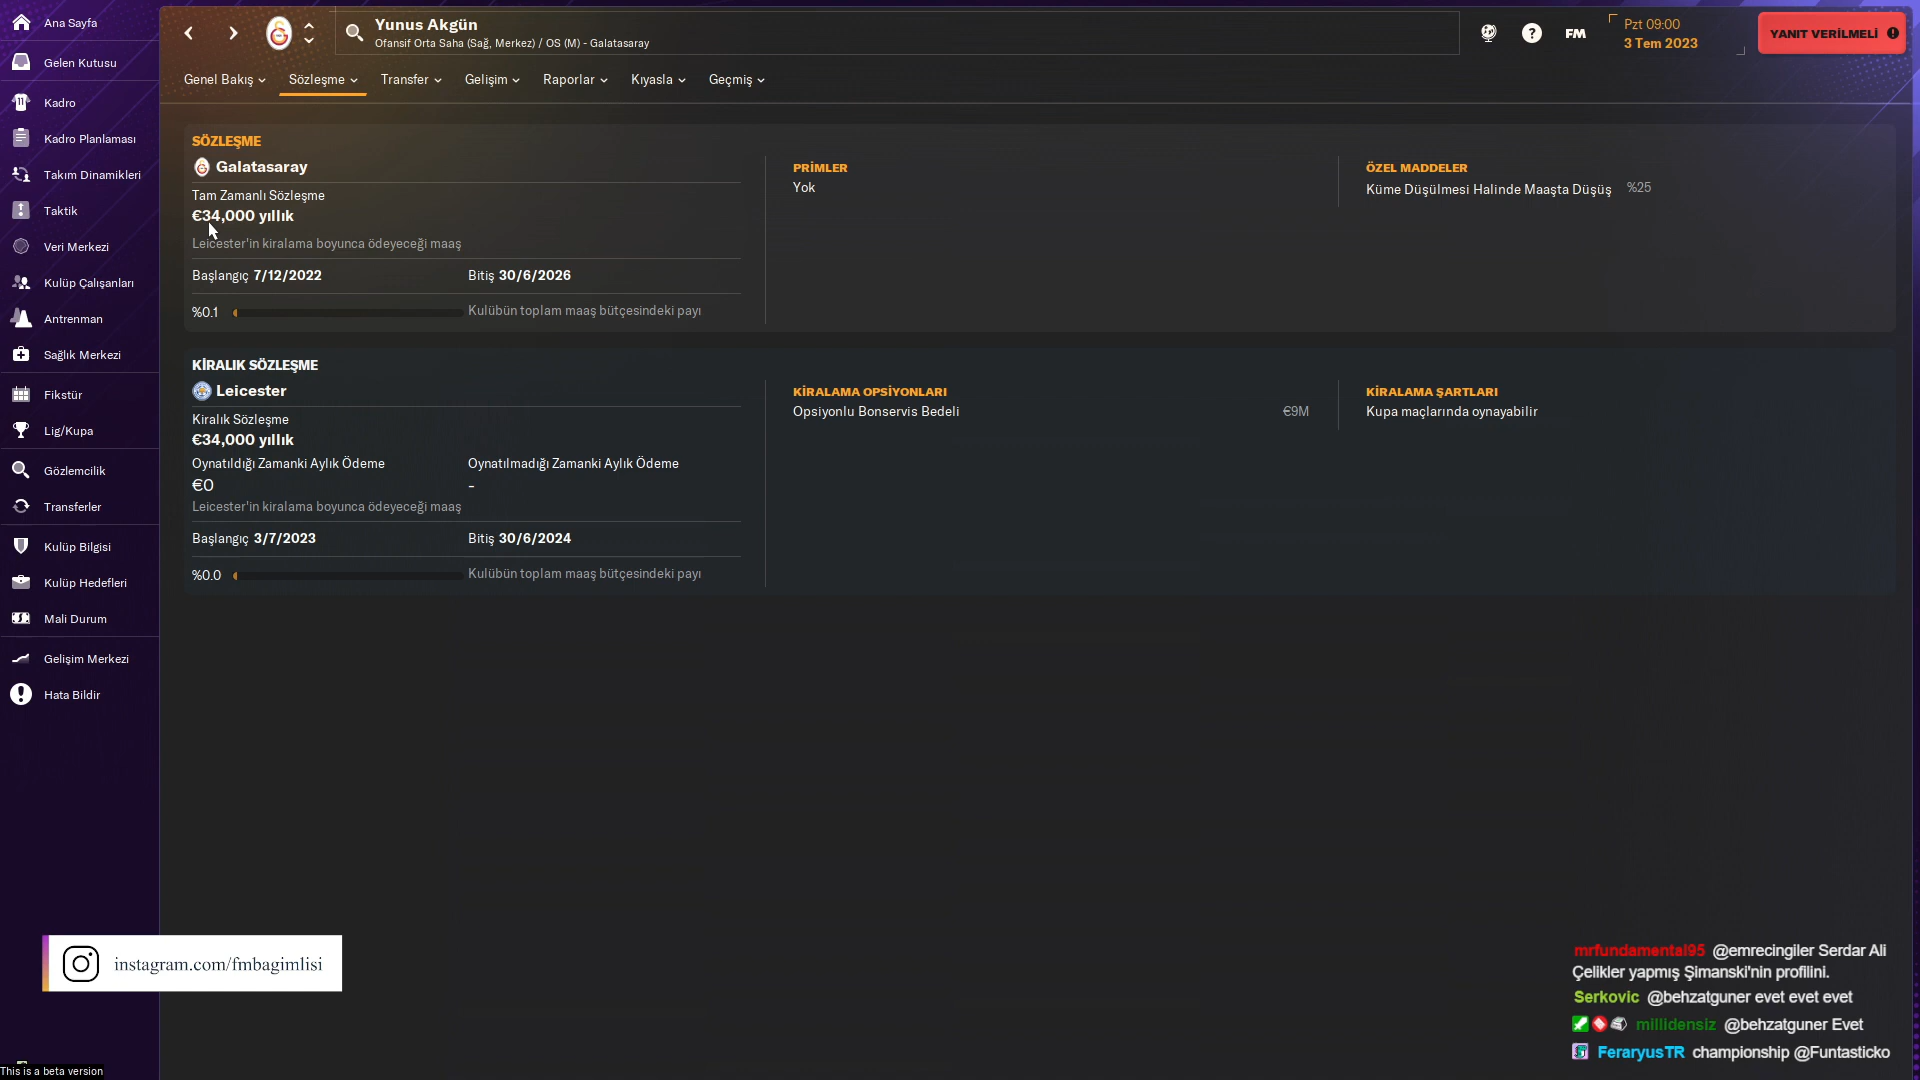 Ana Sayfa
Gelen Kutusu
Kadro
Kadro Planlaması
Takım Dinamikleri
Taktik
Veri Merkezi
Kulüp Çalışanları
Antrenman
Sağlık Merkezi
Fikstür
Lig/Kupa
Gözlemcilik
Transferler
Kulüp Bilgisi
Kulüp Hedefleri
Mali Durum
Gelişim Merkezi
Hata Bildir
Yunus Akgün
Ofansif Orta Saha (Sağ, Merkez) / OS (M) - Galatasaray
FM
Pzt 09:00
3 Tem 2023
YANIT VERİLMELİ
Genel Bakış
Sözleşme
Transfer
Gelişim
Raporlar
Kıyasla
Geçmiş
SÖZLEŞME
Galatasaray
Tam Zamanlı Sözleşme
€34,000 yıllık
Leicester'in kiralama boyunca ödeyeceği maaş
Başlangıç 7/12/2022
Bitiş 30/6/2026
%0.1
Kulübün toplam maaş bütçesindeki payı
PRİMLER
Yok
ÖZEL MADDELER
Küme Düşülmesi Halinde Maaşta Düşüş %25
KİRALIK SÖZLEŞME
Leicester
Kiralık Sözleşme
€34,000 yıllık
Oynatıldığı Zamanki Aylık Ödeme
Oynatılmadığı Zamanki Aylık Ödeme
€0
-
Leicester'in kiralama boyunca ödeyeceği maaş
Başlangıç 3/7/2023
Bitiş 30/6/2024
%0.0
Kulübün toplam maaş bütçesindeki payı
KİRALAMA OPSİYONLARI
Opsiyonlu Bonservis Bedeli €9M
KİRALAMA ŞARTLARI
Kupa maçlarında oynayabilir
instagram.com/fmbagimlisi
mrfundamental95 @emrecingiler Serdar Ali
Çelikler yapmış Şimanski'nin profilini.
Serkovic @behzatguner evet evet evet
millidensiz @behzatguner Evet
FeraryusTR championship @Funtasticko
This is a beta version